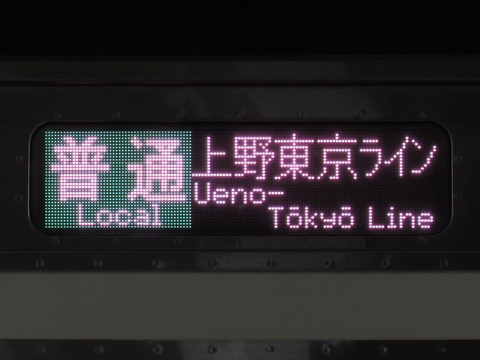 普通
Local
上野東京ライン
Ueno-
Tōkyō Line